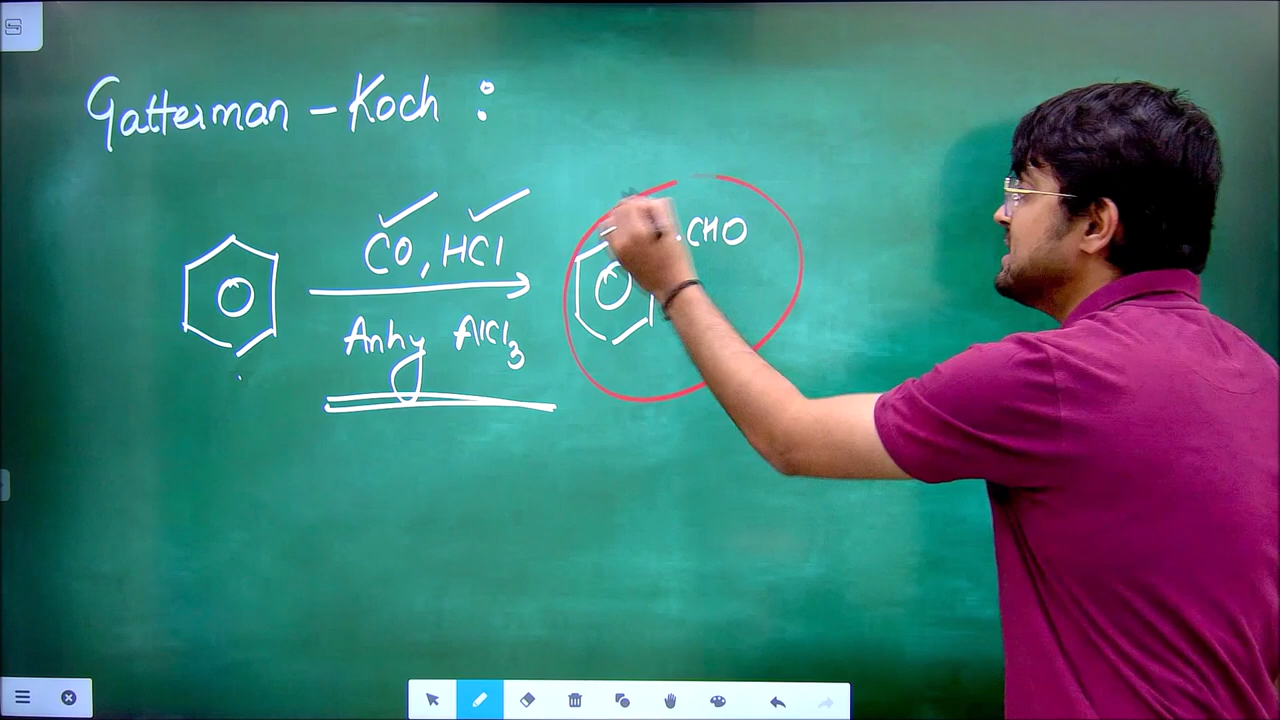 Gatterman - Koch :
CO, HCl
CHO
Anhy AlCl3